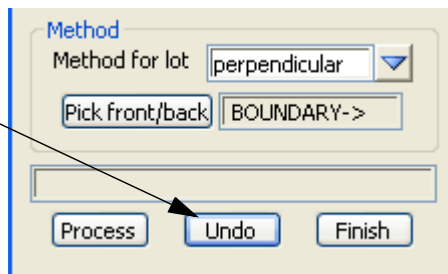 Method
Method for lot perpendicular
Pick front/back BOUNDARY->
Process Undo Finish